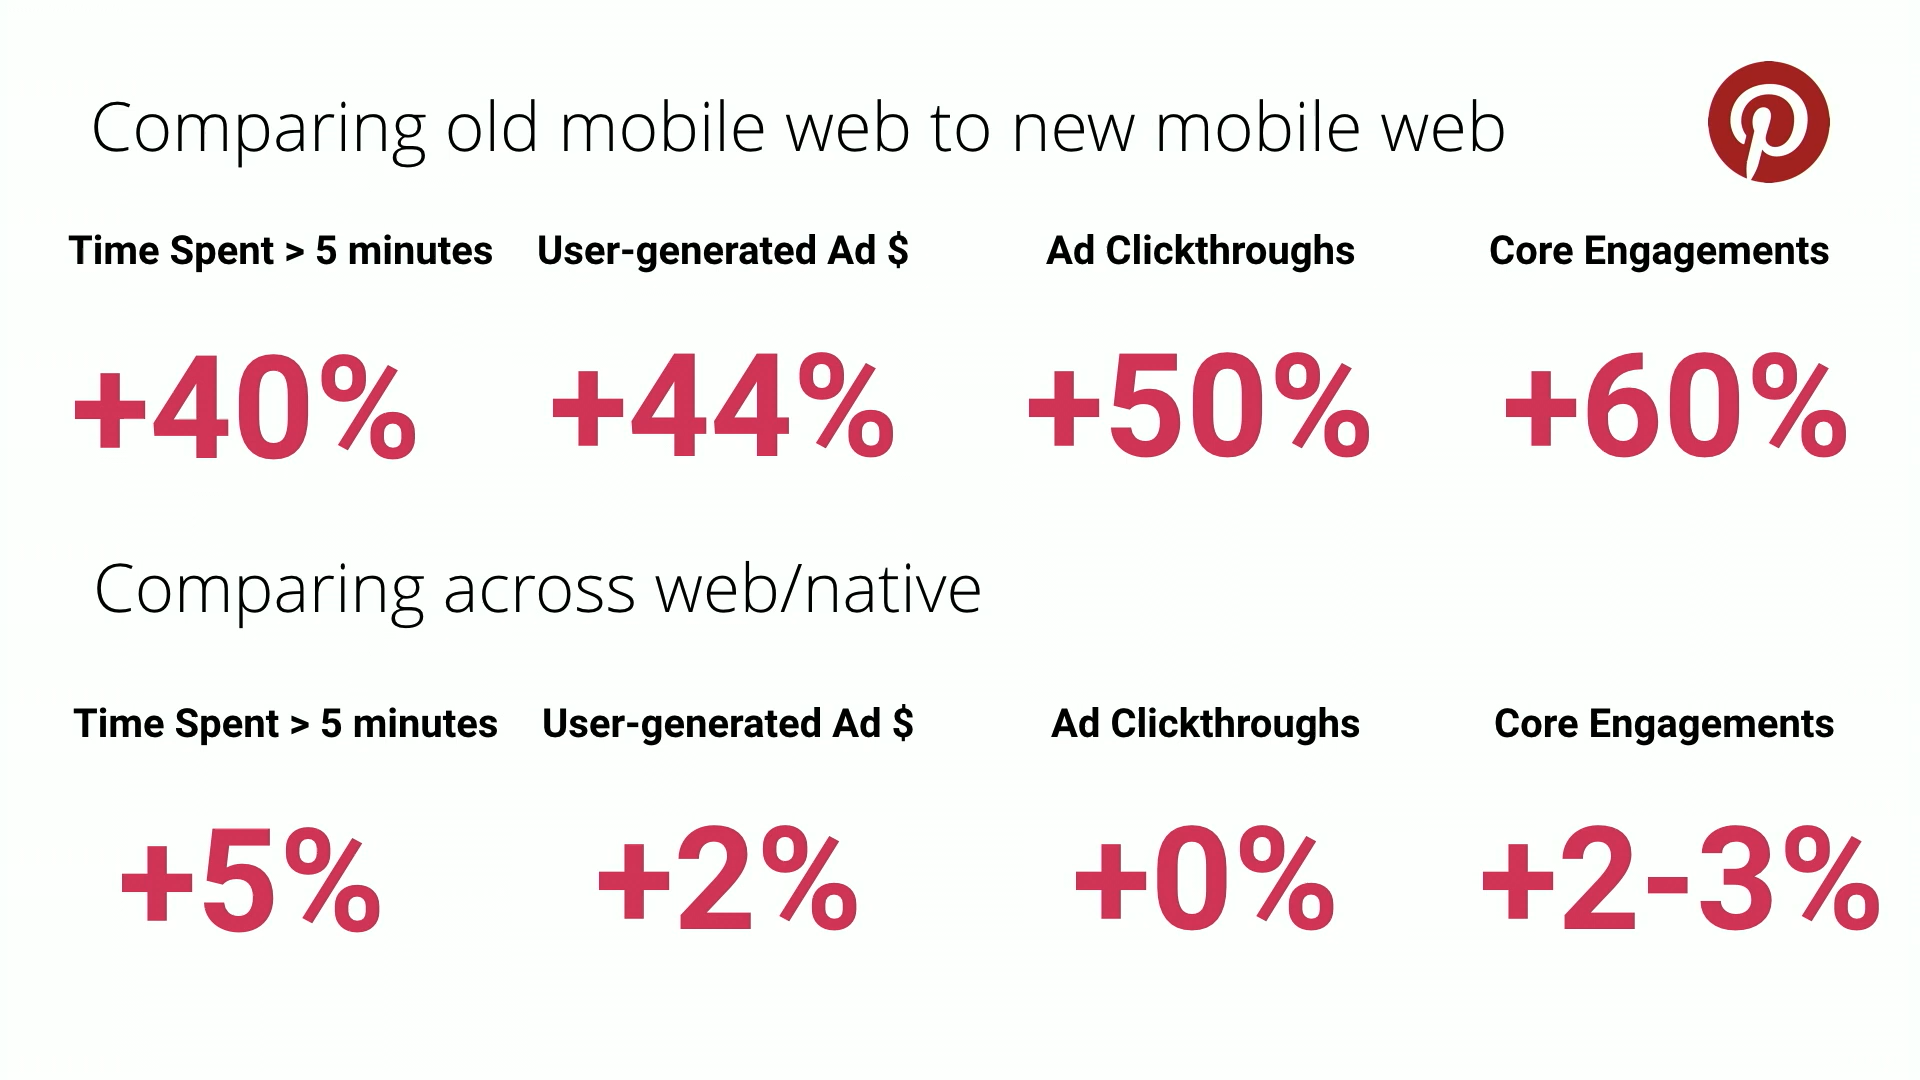 Comparing old mobile web to new mobile web
Time Spent > 5 minutes User-generated Ad $ Ad Clickthroughs Core Engagements
+40% +44% +50% +60%
Comparing across web/native
Time Spent > 5 minutes User-generated Ad $ Ad Clickthroughs Core Engagements
+5% +2% +0% +2-3%